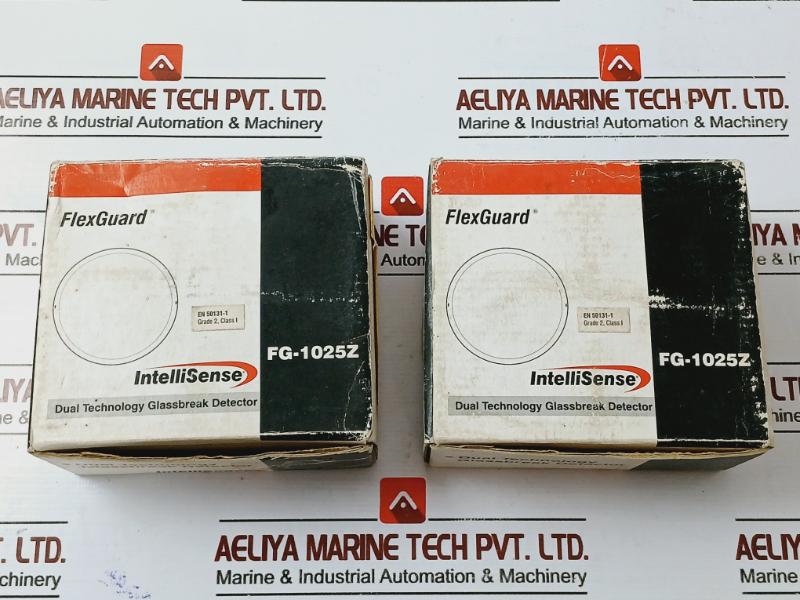 AELIYA MARINE TECH PVT. LTD.
Marine & Industrial Automation & Machinery
AELIYA MARINE TECH PVT. LTD.
Marine & Industrial Automation & Machinery
FlexGuard®
EN 50131-1
Grade 2, Class I
FG-1025Z
IntelliSense®
Dual Technology Glassbreak Detector
FlexGuard®
EN 50131-1
Grade 2, Class I
FG-1025Z
IntelliSense®
Dual Technology Glassbreak Detector
- Dual Technology
AELIYA MARINE TECH PVT. LTD.
Marine & Industrial Automation & Machinery